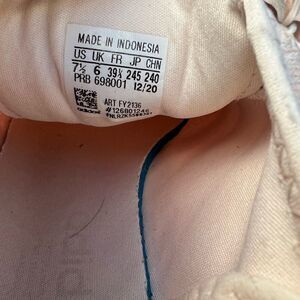 MADE IN INDONESIA
US UK FR JP CHN
7½ 6 39⅓ 245 240
PRB 698001 12/20
ART FY2136